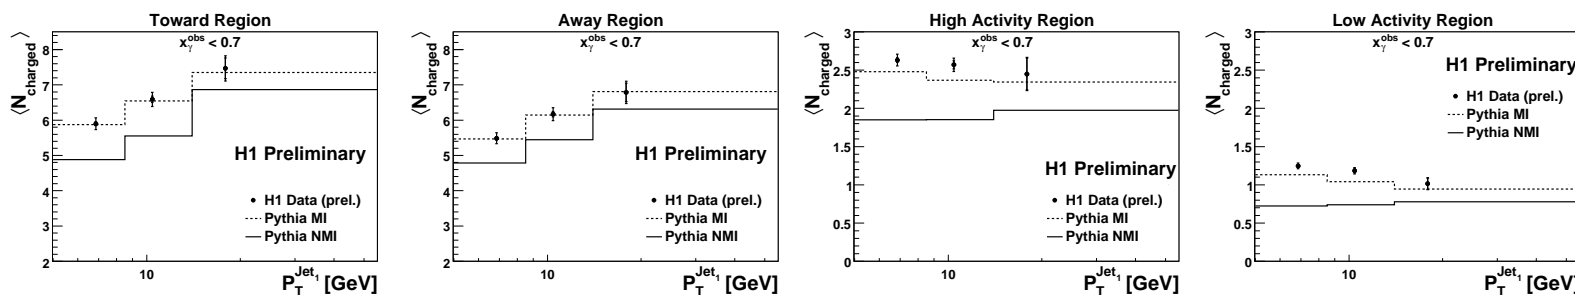 Toward Region
x_γ^obs < 0.7
⟨N_charged⟩
8
7
6
5
4
3
2
H1 Preliminary
H1 Data (prel.)
Pythia MI
Pythia NMI
10
P_T^Jet_1 [GeV]
Away Region
x_γ^obs < 0.7
⟨N_charged⟩
8
7
6
5
4
3
2
H1 Preliminary
H1 Data (prel.)
Pythia MI
Pythia NMI
10
P_T^Jet_1 [GeV]
High Activity Region
x_γ^obs < 0.7
⟨N_charged⟩
3
2.5
2
1.5
1
0.5
0
H1 Preliminary
H1 Data (prel.)
Pythia MI
Pythia NMI
10
P_T^Jet_1 [GeV]
Low Activity Region
x_γ^obs < 0.7
⟨N_charged⟩
3
2.5
2
1.5
1
0.5
0
H1 Preliminary
H1 Data (prel.)
Pythia MI
Pythia NMI
10
P_T^Jet_1 [GeV]